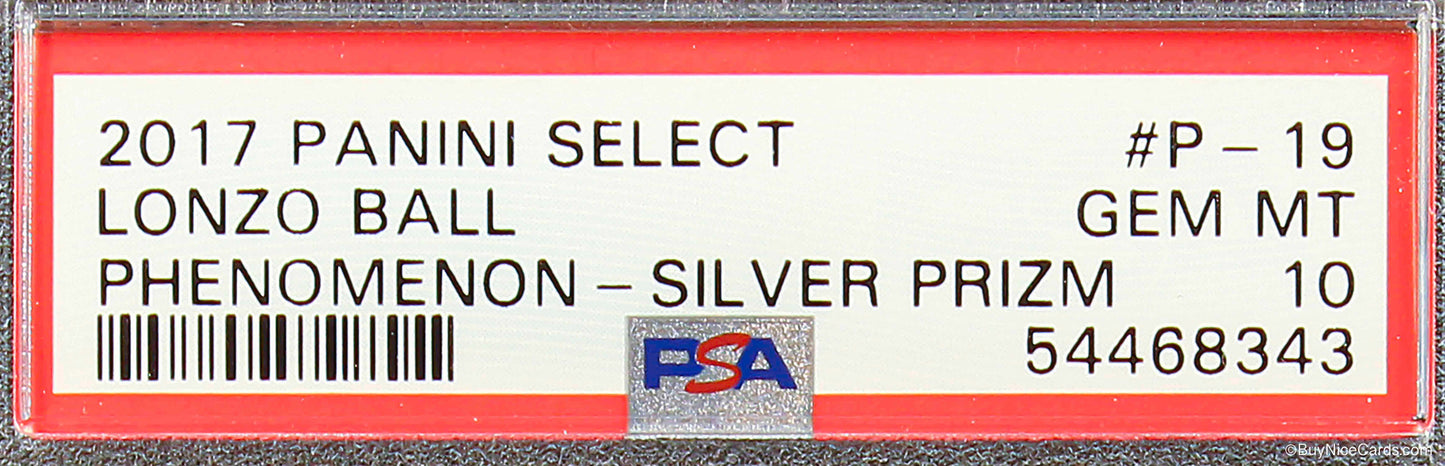 2017 PANINI SELECT #P-19
LONZO BALL GEM MT
PHENOMENON-SILVER PRIZM 10
PSA 54468343
©BuyNiceCards.com